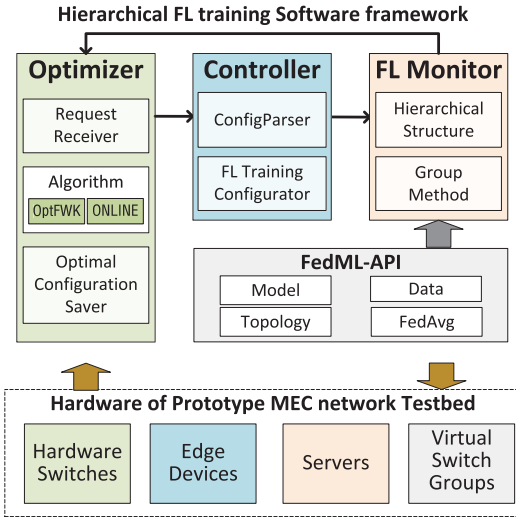 Hierarchical FL training Software framework
Optimizer
Request
Receiver
Algorithm
OptFWK
ONLINE
Optimal
Configuration
Saver
Controller
ConfigParser
FL Training
Configurator
FL Monitor
Hierarchical
Structure
Group
Method
FedML-API
Model
Data
Topology
FedAvg
Hardware of Prototype MEC network Testbed
Hardware
Switches
Edge
Devices
Servers
Virtual
Switch
Groups